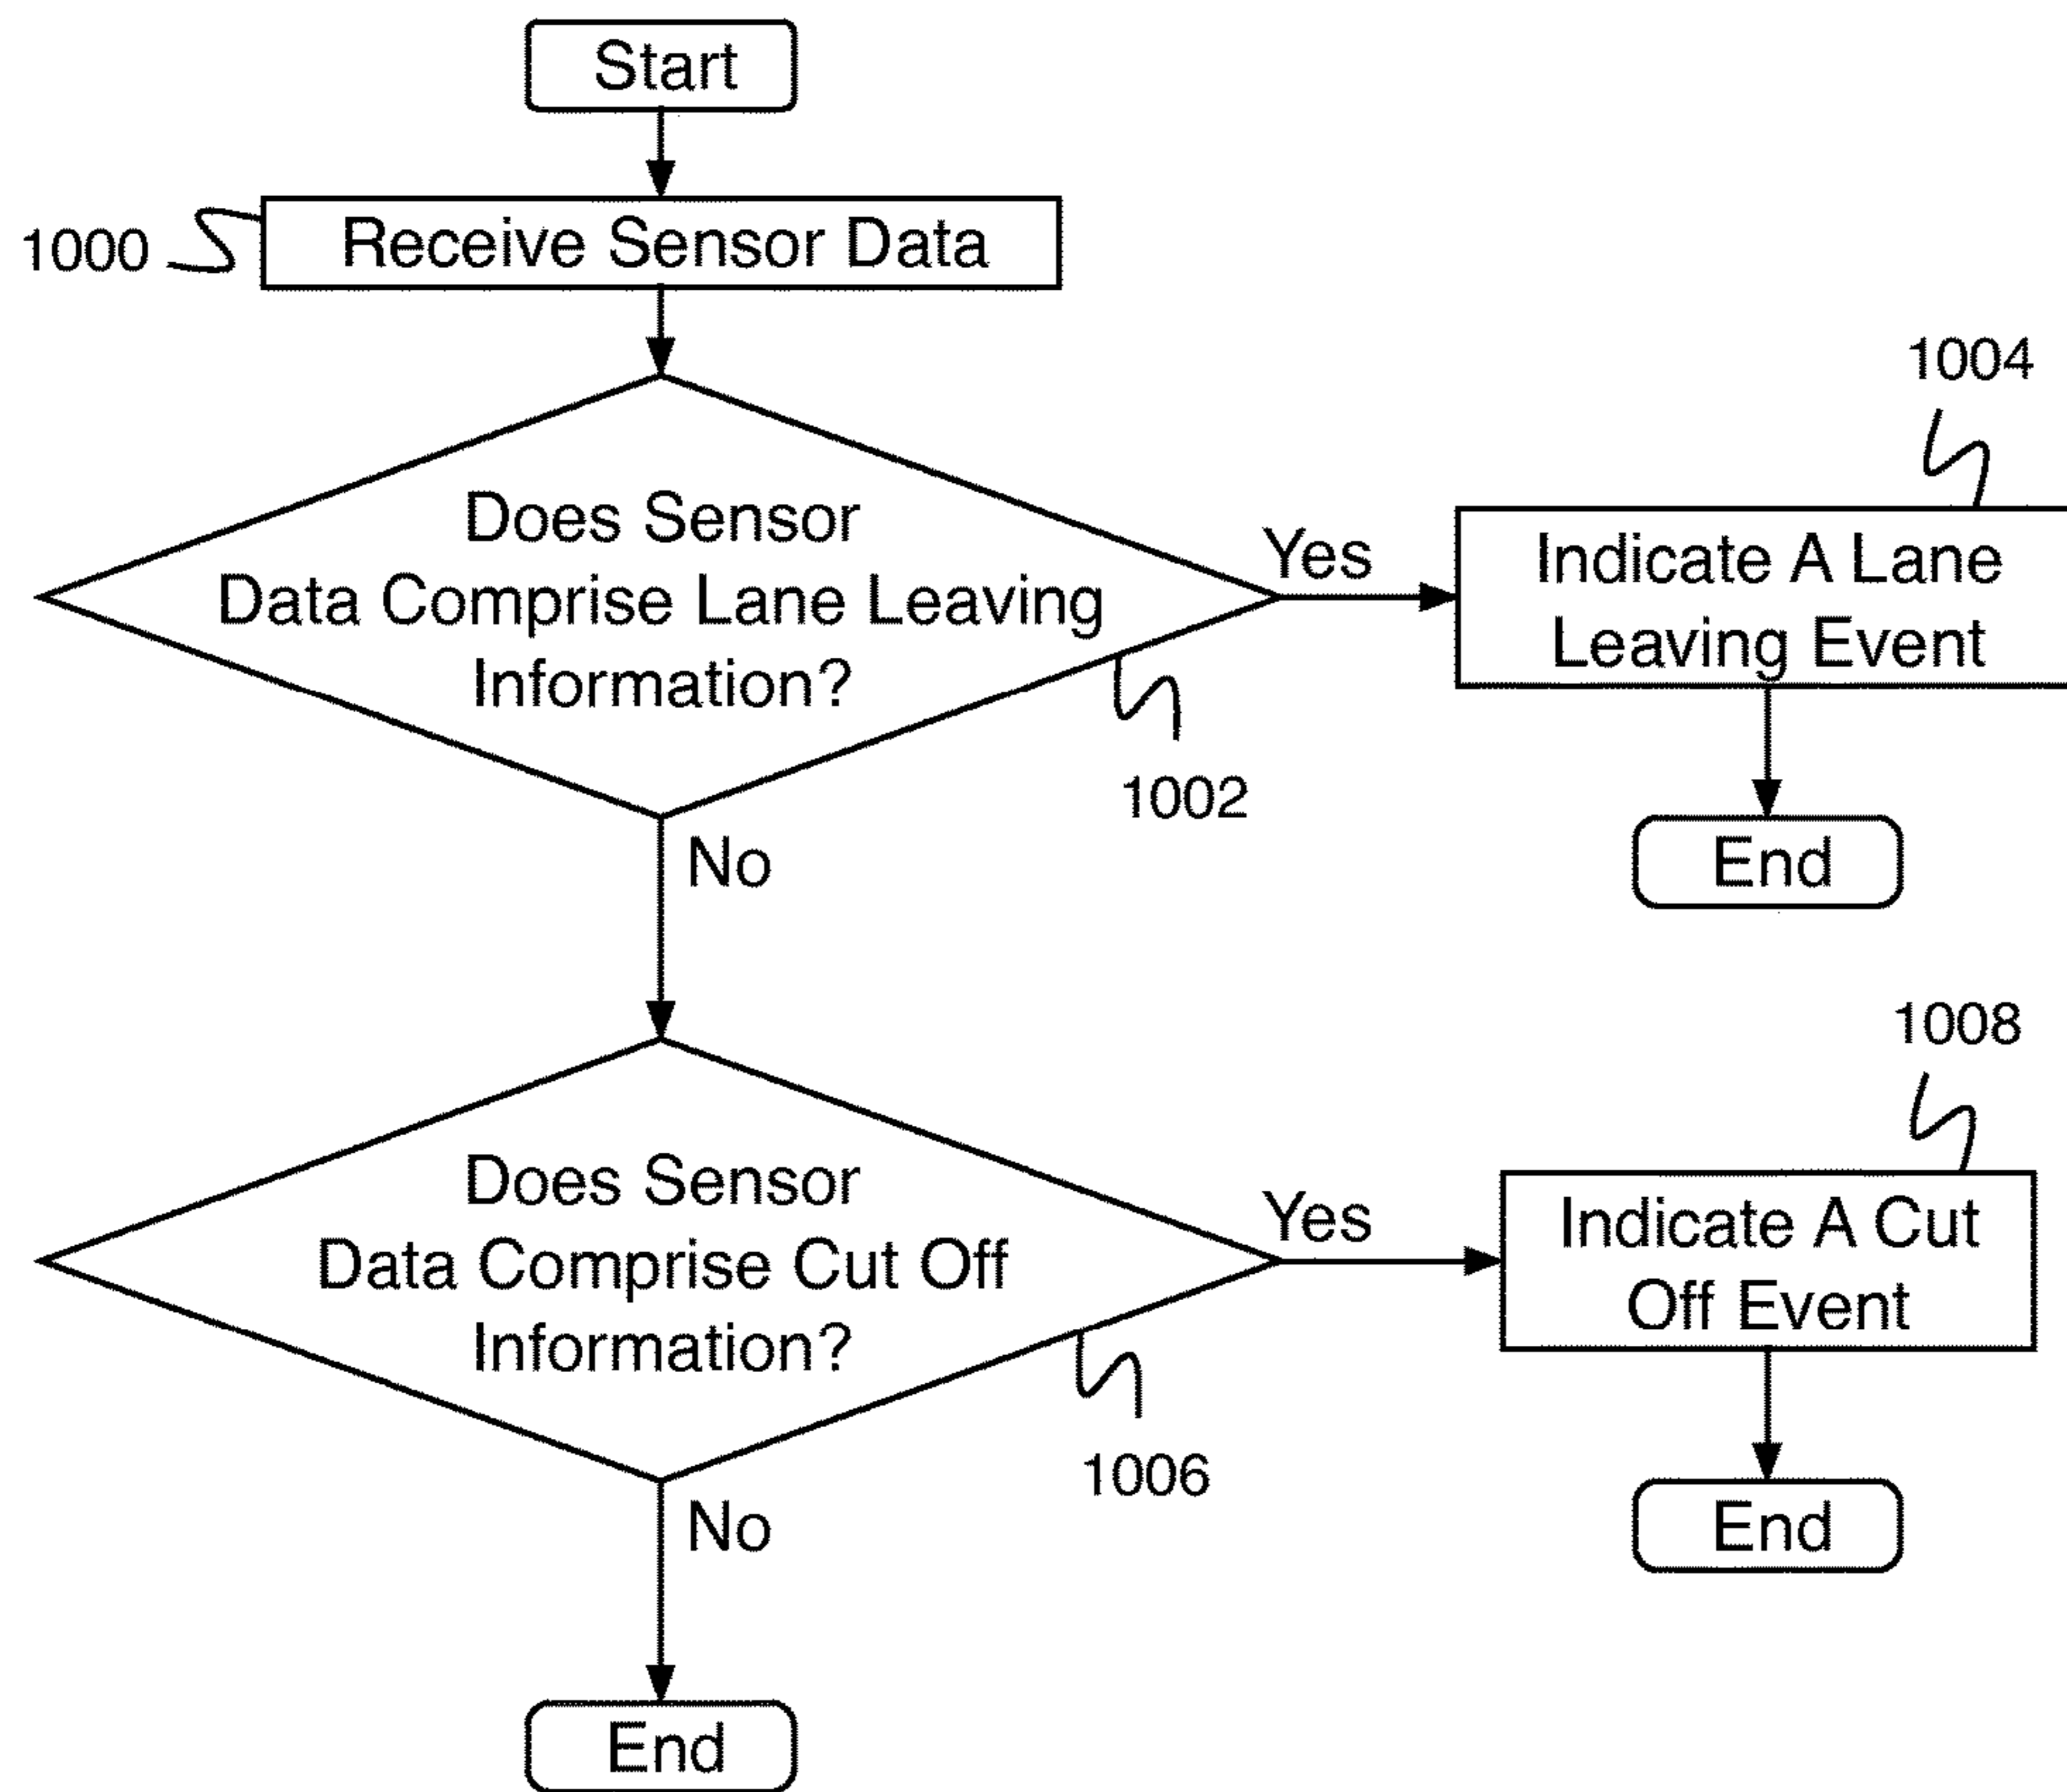 Start
1000
Receive Sensor Data
1004
Does Sensor
Data Comprise Lane Leaving
Information?
Yes
Indicate A Lane
Leaving Event
1002
No
End
1008
Does Sensor
Data Comprise Cut Off
Information?
Yes
Indicate A Cut
Off Event
1006
No
End
End